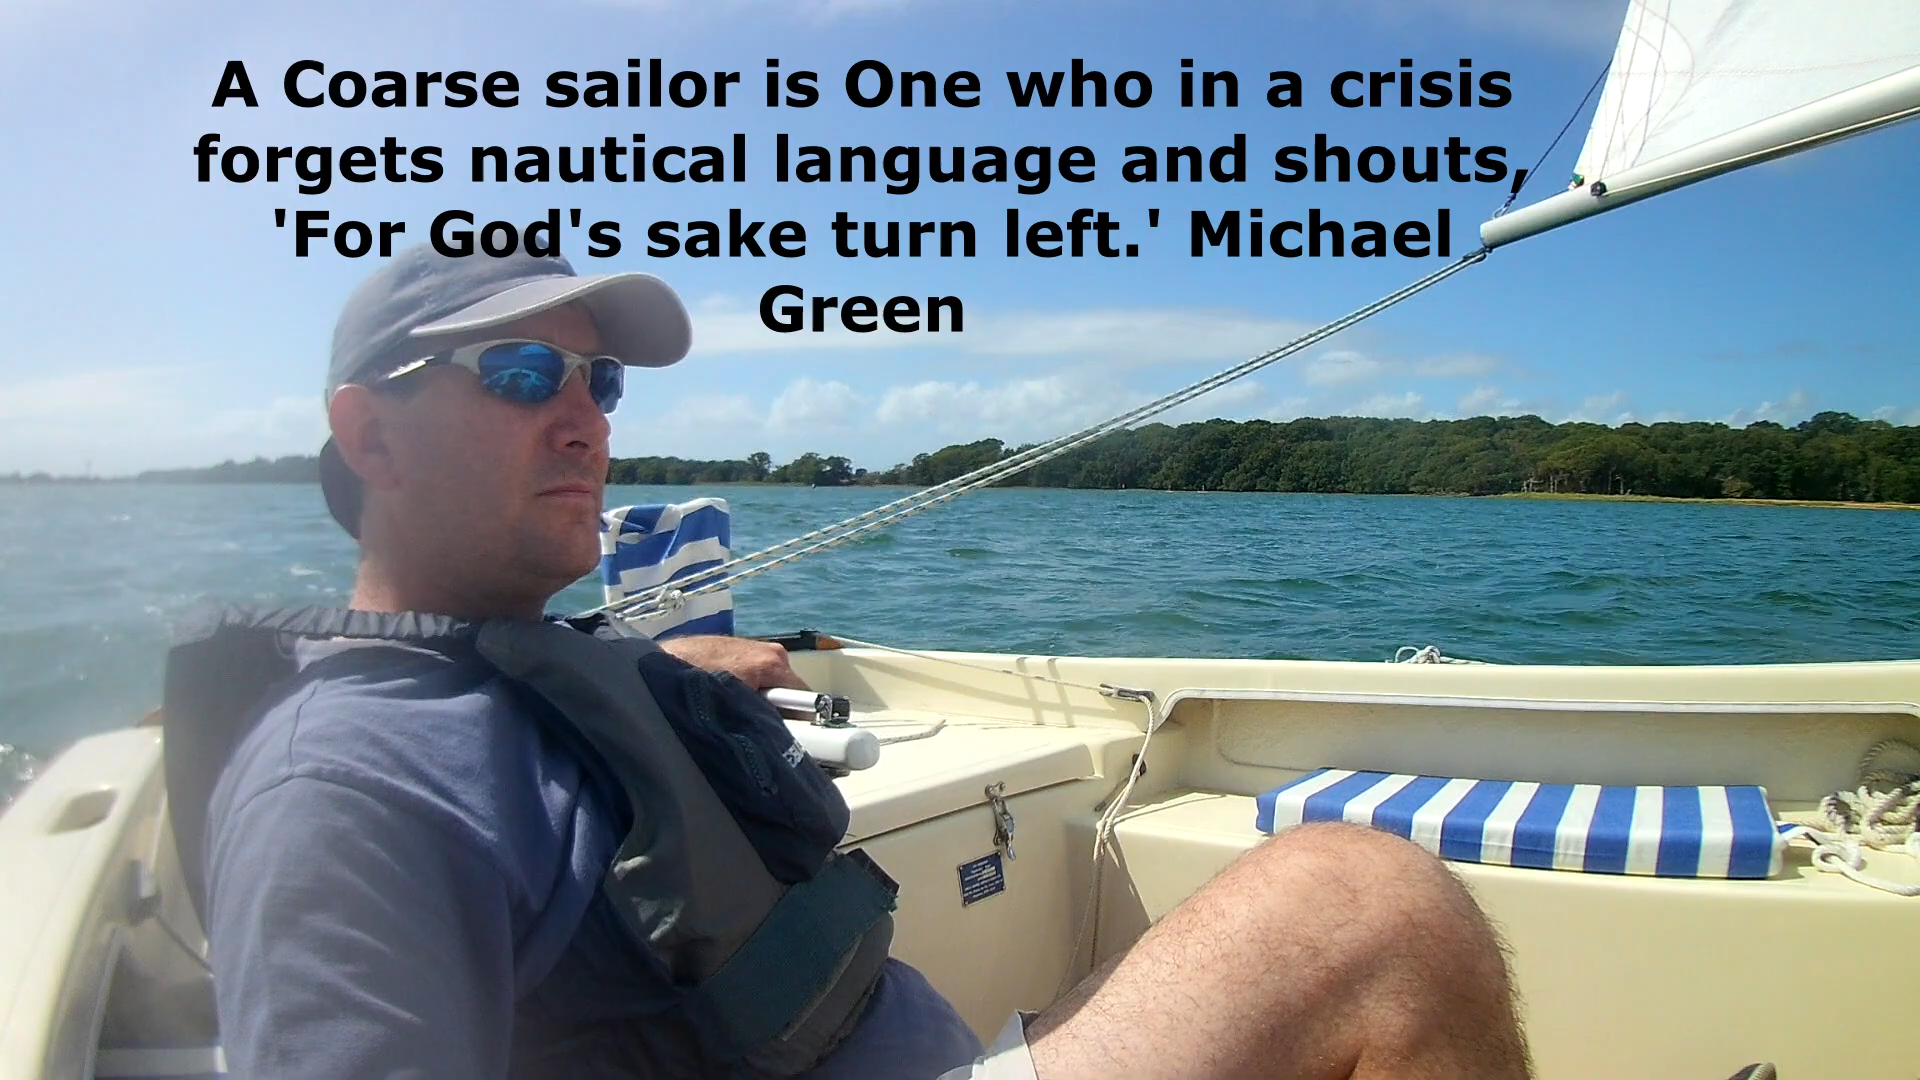 A Coarse sailor is One who in a crisis
forgets nautical language and shouts,
'For God's sake turn left.' Michael
Green